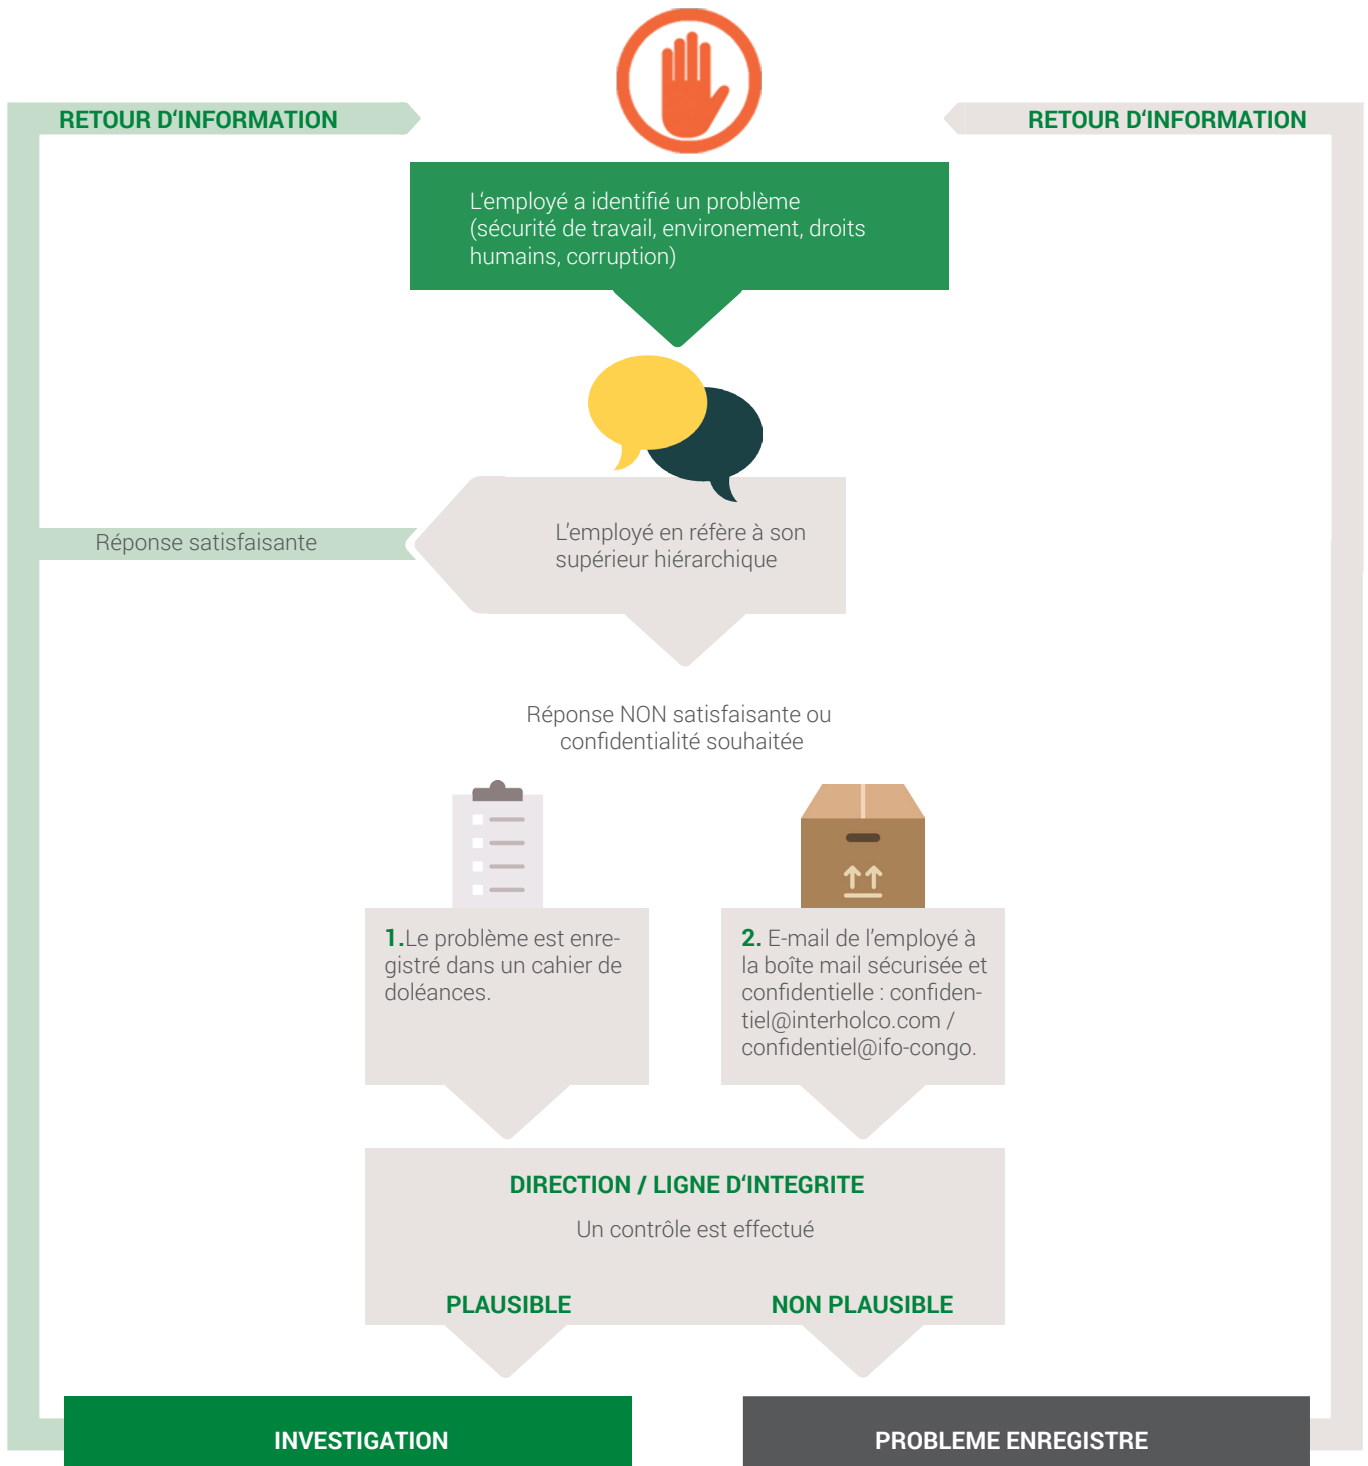 RETOUR D‘INFORMATION
RETOUR D‘INFORMATION
L‘employé a identifié un problème
(sécurité de travail, environement, droits
humains, corruption)
L’employé en réfère à son
supérieur hiérarchique
Réponse satisfaisante
Réponse NON satisfaisante ou
confidentialité souhaitée
1.Le problème est enre-
gistré dans un cahier de
doléances.
2. E-mail de l’employé à
la boîte mail sécurisée et
confidentielle : confiden-
tiel@interholco.com /
confidentiel@ifo-congo.
DIRECTION / LIGNE D‘INTEGRITE
Un contrôle est effectué
PLAUSIBLE
NON PLAUSIBLE
INVESTIGATION
PROBLEME ENREGISTRE